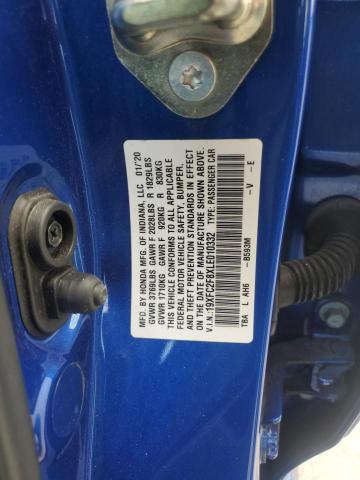 MFD. BY HONDA MFG. OF INDIANA, LLC 01/20
GVWR 3769LBS GAWR F 2028LBS R 1829LBS
GVWR 1710KG GAWR F 920KG R 830KG
THIS VEHICLE CONFORMS TO ALL APPLICABLE
FEDERAL MOTOR VEHICLE SAFETY, BUMPER,
AND THEFT PREVENTION STANDARDS IN EFFECT
ON THE DATE OF MANUFACTURE SHOWN ABOVE.
V.I.N.: 19XFC2F8XLE010332 TYPE: PASSENGER CAR
TBA L AH6 -B593M -V -E